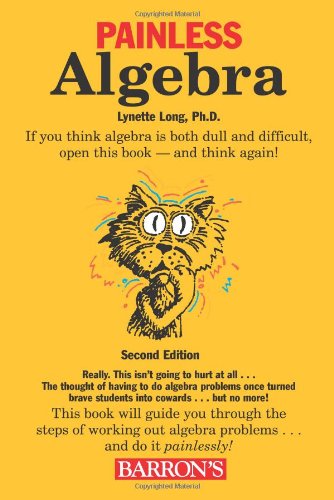 PAINLESS
Algebra
Lynette Long, Ph.D.
If you think algebra is both dull and difficult,
open this book — and think again!
Second Edition
Really. This isn't going to hurt at all . . .
The thought of having to do algebra problems once turned
brave students into cowards . . . but no more!
This book will guide you through the
steps of working out algebra problems . . .
and do it painlessly!
BARRON'S